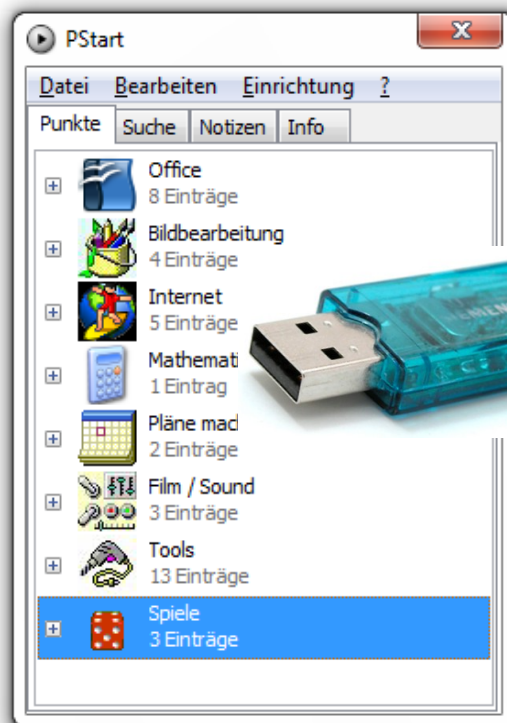 PStart
Datei Bearbeiten Einrichtung ?
Punkte Suche Notizen Info
Office
8 Einträge
Bildbearbeitung
4 Einträge
Internet
5 Einträge
1 Eintrag
Pläne
2 Einträge
Film / Sound
3 Einträge
Tools
13 Einträge
Spiele
3 Einträge